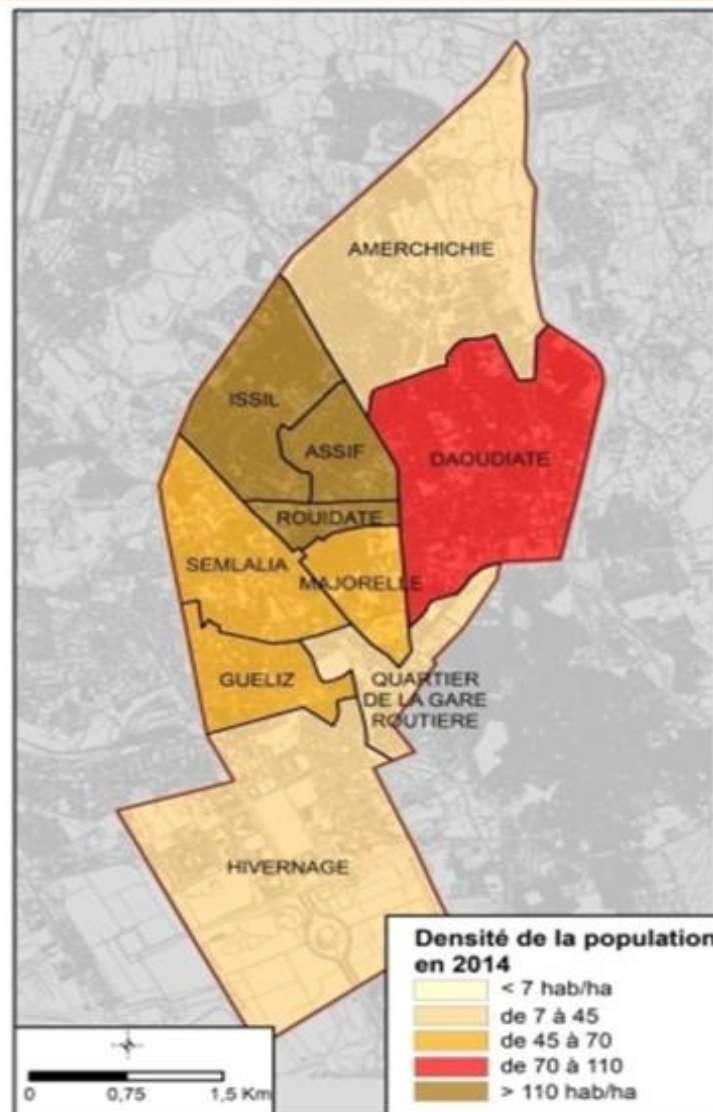 AMERCHICHIE
ISSIL
ASSIF
DAOUDIATE
ROUIDATE
SEMLALIA
MAJORELLE
GUELIZ
QUARTIER
DE LA GARE
ROUTIERE
HIVERNAGE
Densité de la population
en 2014
< 7 hab/ha
de 7 à 45
de 45 à 70
de 70 à 110
> 110 hab/ha
N
0 0,75 1,5 Km